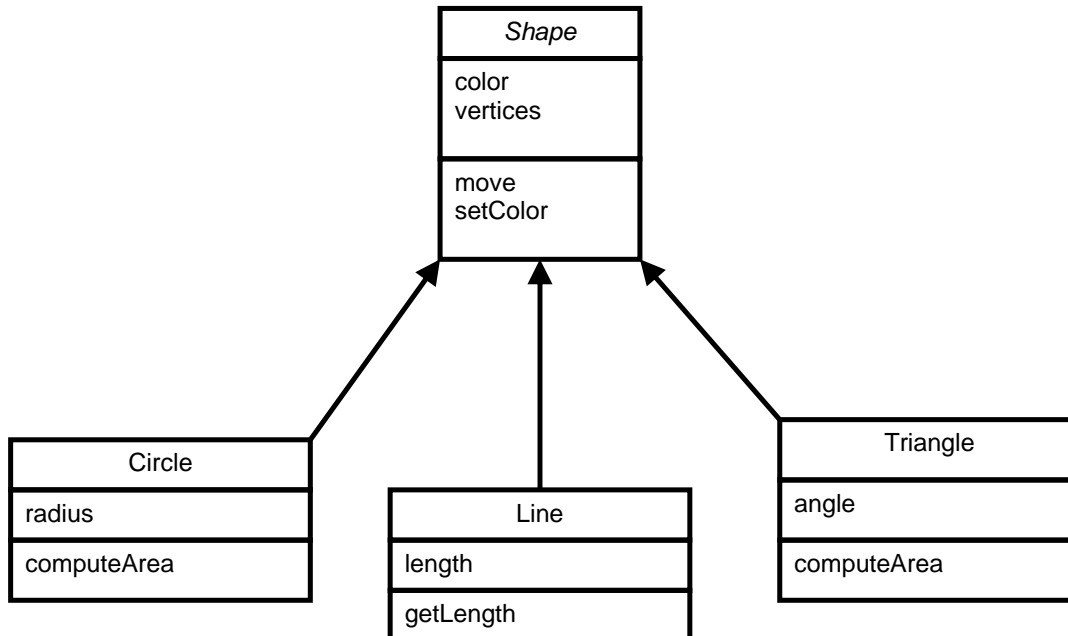 Shape
color
vertices
move
setColor
Circle
radius
computeArea
Line
length
getLength
Triangle
angle
computeArea